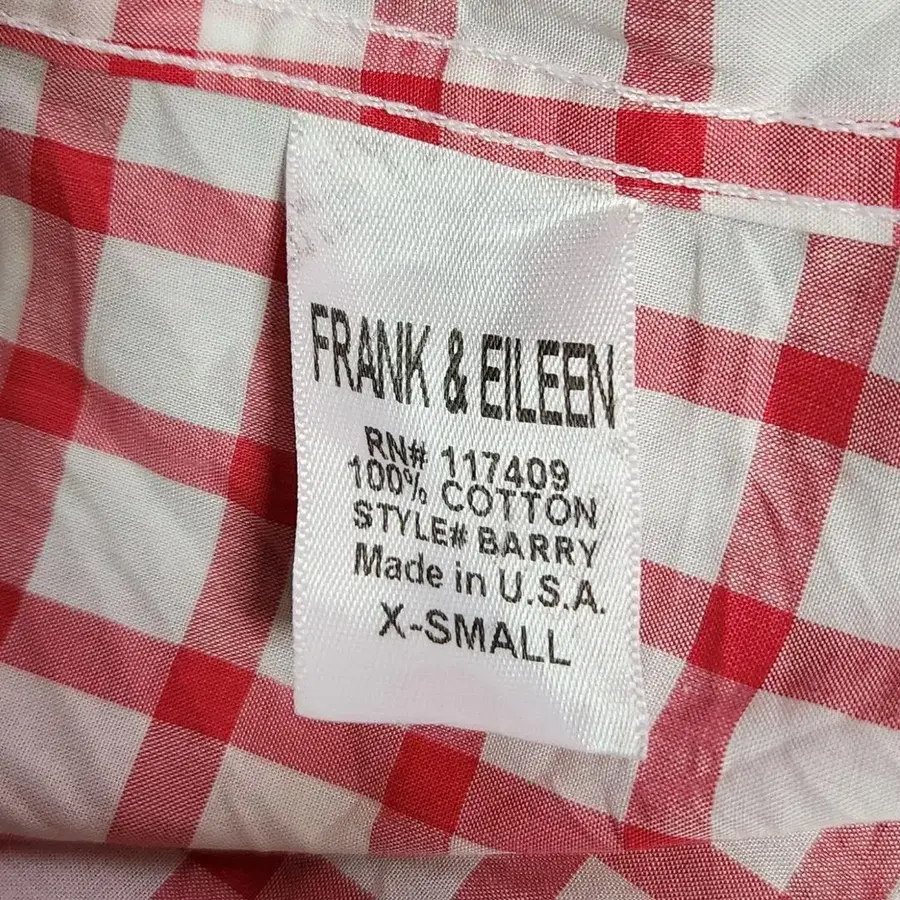 FRANK & EILEEN
RN# 117409
100% COTTON
STYLE# BARRY
Made in U.S.A.
X-SMALL